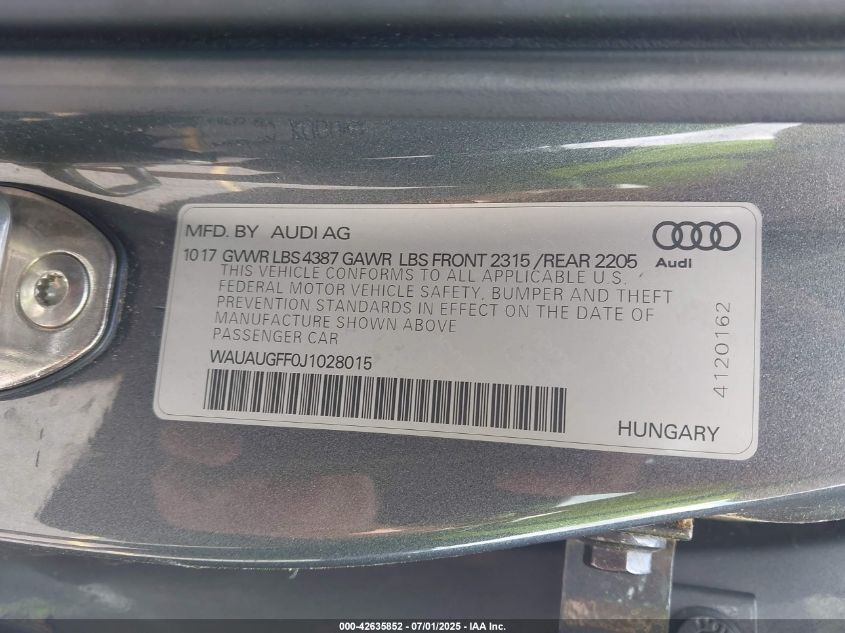 MFD. BY AUDI AG
10 17 GVWR LBS 4387 GAWR LBS FRONT 2315 /REAR 2205
THIS VEHICLE CONFORMS TO ALL APPLICABLE U.S.
FEDERAL MOTOR VEHICLE SAFETY, BUMPER AND THEFT
PREVENTION STANDARDS IN EFFECT ON THE DATE OF
MANUFACTURE SHOWN ABOVE
PASSENGER CAR
WAUAUGFF0J1028015
Audi
4120162
HUNGARY
000-42635852 - 07/01/2025 - IAA Inc.